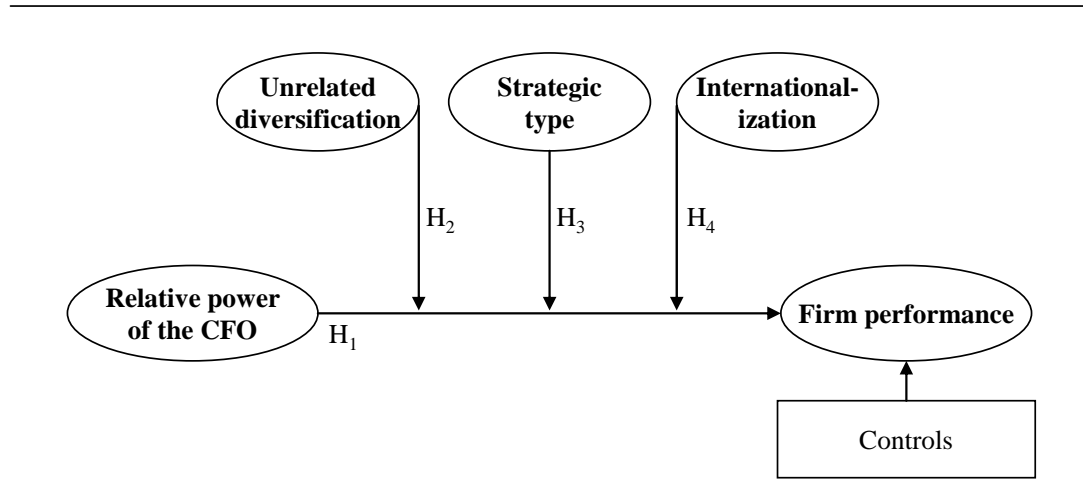 Unrelated
diversification
Strategic
type
International-
ization
H2
H3
H4
Relative power
of the CFO
H1
Firm performance
Controls